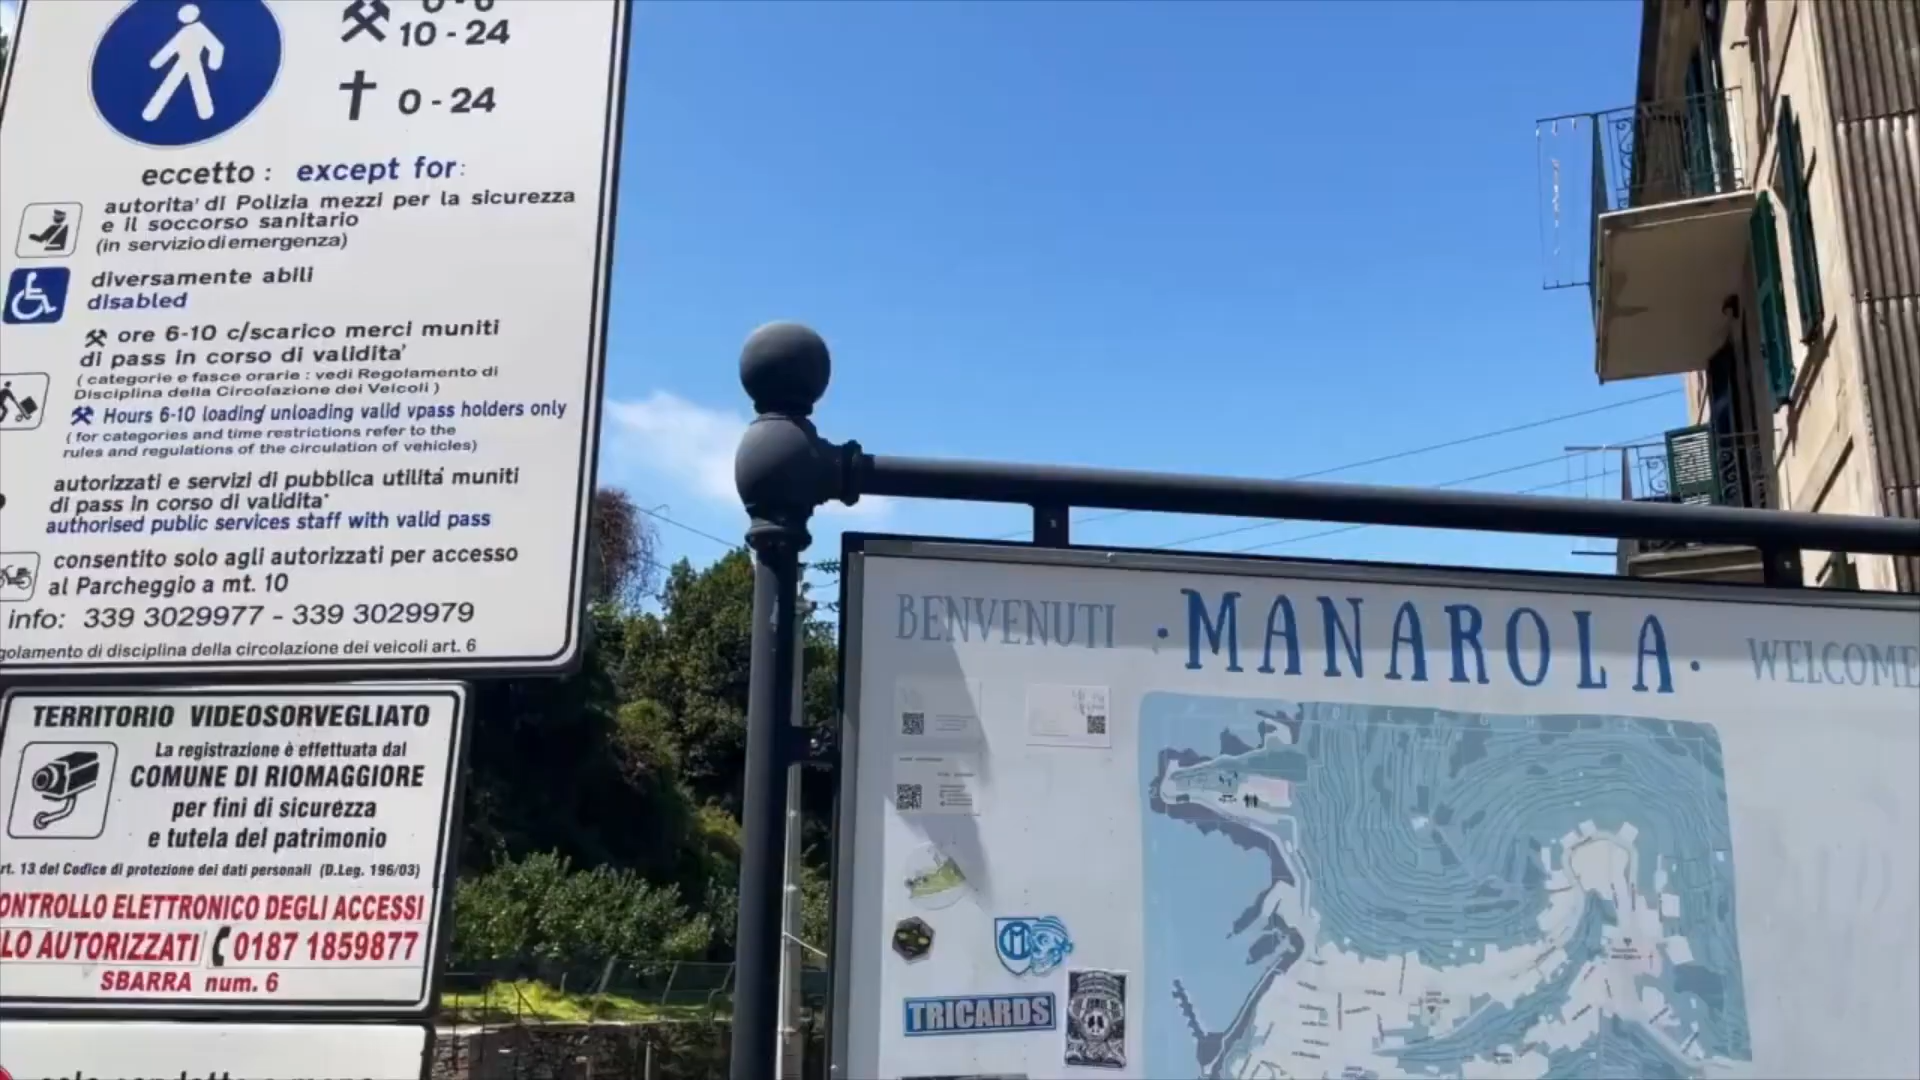 10 - 24
0 - 24
eccetto : except for:
autorita' di Polizia mezzi per la sicurezza
e il soccorso sanitario
(in servizio di emergenza)
diversamente abili
disabled
ore 6-10 c/scarico merci muniti
di pass in corso di validita'
( categorie e fasce orarie : vedi Regolamento di
Disciplina della Circolazione dei Veicoli )
Hours 6-10 loading unloading valid vpass holders only
( for categories and time restrictions refer to the
rules and regulations of the circulation of vehicles)
autorizzati e servizi di pubblica utilitá muniti
di pass in corso di validita'
authorised public services staff with valid pass
consentito solo agli autorizzati per accesso
al Parcheggio a mt. 10
info: 339 3029977 - 339 3029979
golamento di disciplina della circolazione dei veicoli art. 6
TERRITORIO VIDEOSORVEGLIATO
La registrazione è effettuata dal
COMUNE DI RIOMAGGIORE
per fini di sicurezza
e tutela del patrimonio
rt. 13 del Codice di protezione dei dati personali (D.Leg. 196/03)
ONTROLLO ELETTRONICO DEGLI ACCESSI
LO AUTORIZZATI 0187 1859877
SBARRA num. 6
BENVENUTI ·MANAROLA· WELCOME
TRICARDS